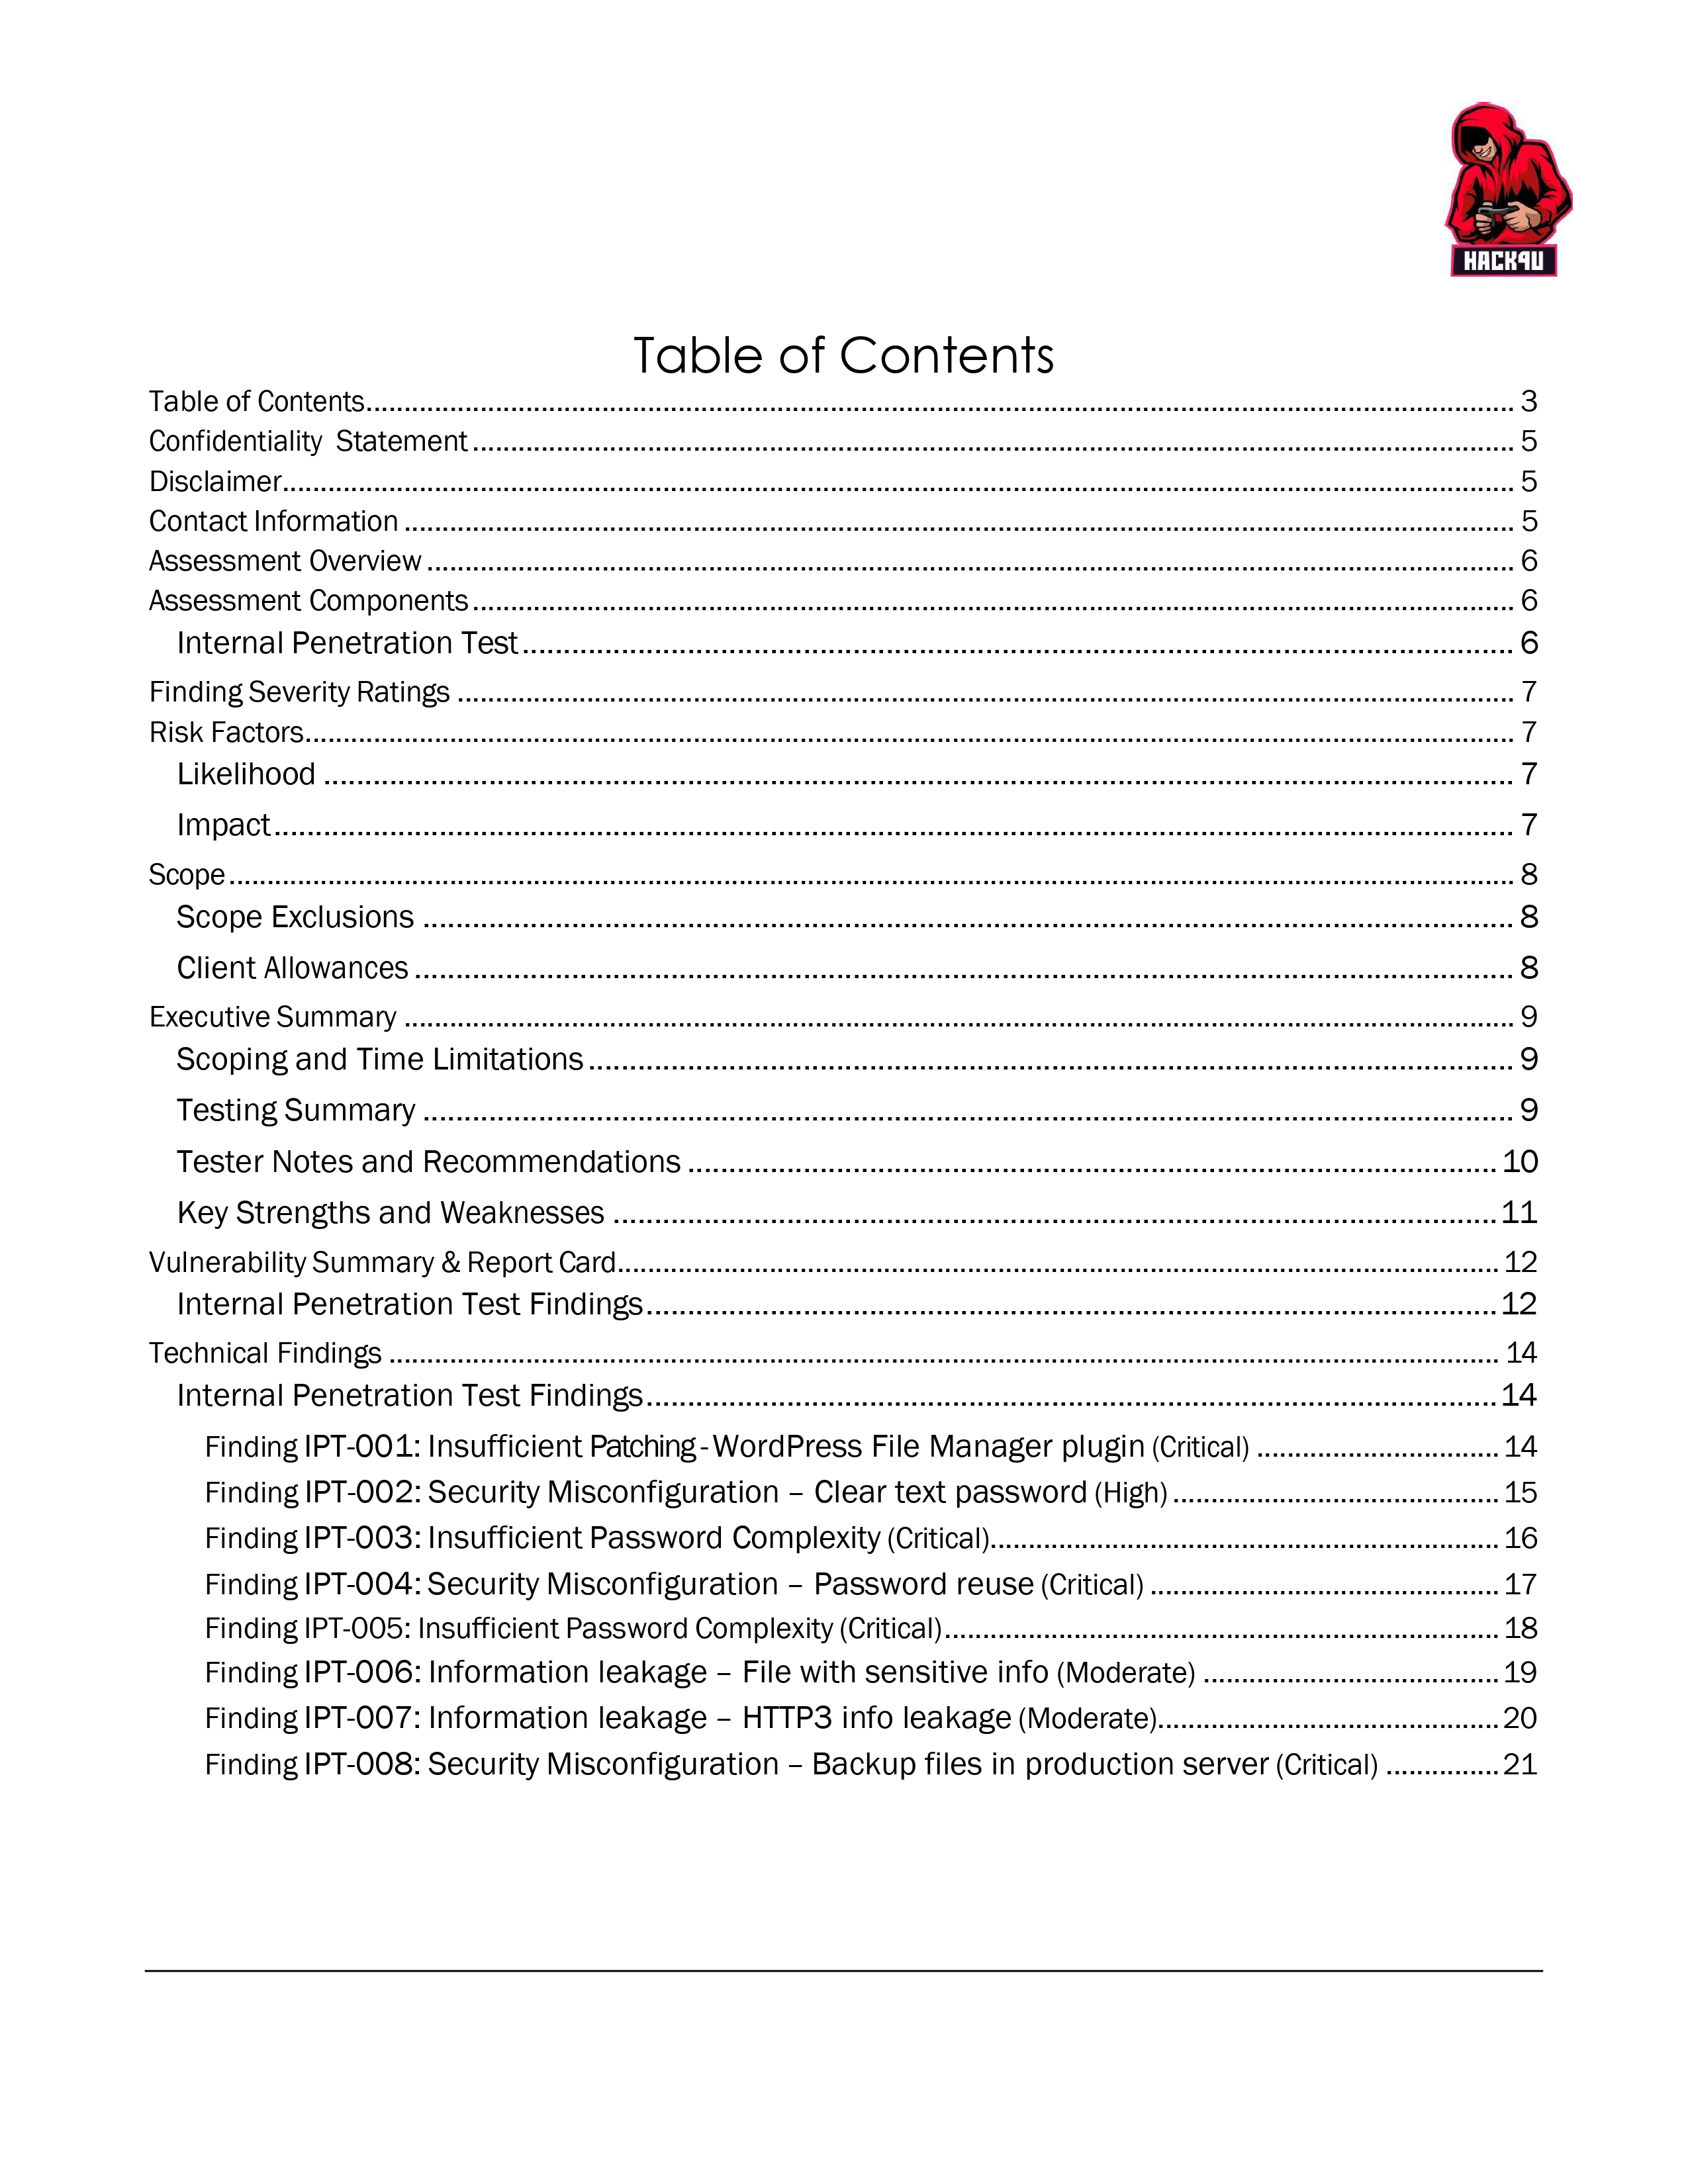 HACK4U
Table of Contents
Table of Contents........ 3
Confidentiality Statement........ 5
Disclaimer........ 5
Contact Information........ 5
Assessment Overview........ 6
Assessment Components........ 6
Internal Penetration Test........ 6
Finding Severity Ratings........ 7
Risk Factors........ 7
Likelihood........ 7
Impact........ 7
Scope........ 8
Scope Exclusions........ 8
Client Allowances........ 8
Executive Summary........ 9
Scoping and Time Limitations........ 9
Testing Summary........ 9
Tester Notes and Recommendations........ 10
Key Strengths and Weaknesses........ 11
Vulnerability Summary & Report Card........ 12
Internal Penetration Test Findings........ 12
Technical Findings........ 14
Internal Penetration Test Findings........ 14
Finding IPT-001: Insufficient Patching-WordPress File Manager plugin (Critical)........ 14
Finding IPT-002: Security Misconfiguration – Clear text password (High)........ 15
Finding IPT-003: Insufficient Password Complexity (Critical)........ 16
Finding IPT-004: Security Misconfiguration – Password reuse (Critical)........ 17
Finding IPT-005: Insufficient Password Complexity (Critical)........ 18
Finding IPT-006: Information leakage – File with sensitive info (Moderate)........ 19
Finding IPT-007: Information leakage – HTTP3 info leakage (Moderate)........ 20
Finding IPT-008: Security Misconfiguration – Backup files in production server (Critical)........ 21